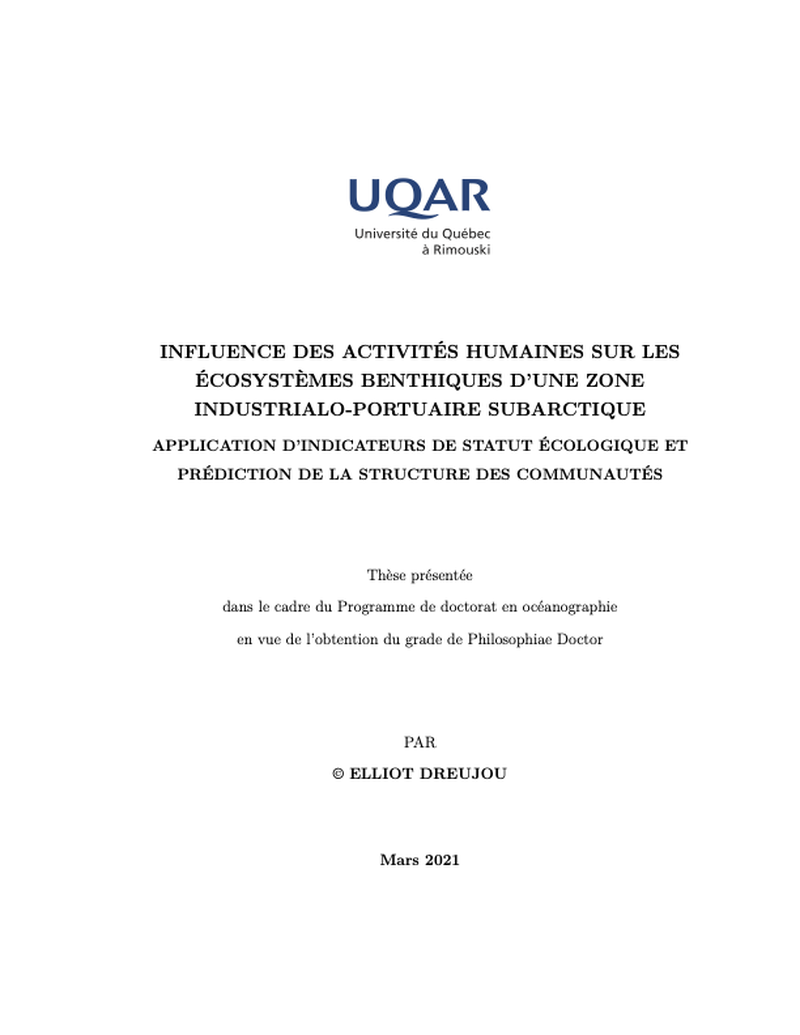 UQAR
Université du Québec
à Rimouski
INFLUENCE DES ACTIVITÉS HUMAINES SUR LES
ÉCOSYSTÈMES BENTHIQUES D'UNE ZONE
INDUSTRIALO-PORTUAIRE SUBARCTIQUE
APPLICATION D'INDICATEURS DE STATUT ÉCOLOGIQUE ET
PRÉDICTION DE LA STRUCTURE DES COMMUNAUTÉS
Thèse présentée
dans le cadre du Programme de doctorat en océanographie
en vue de l'obtention du grade de Philosophiae Doctor
PAR
© ELLIOT DREUJOU
Mars 2021